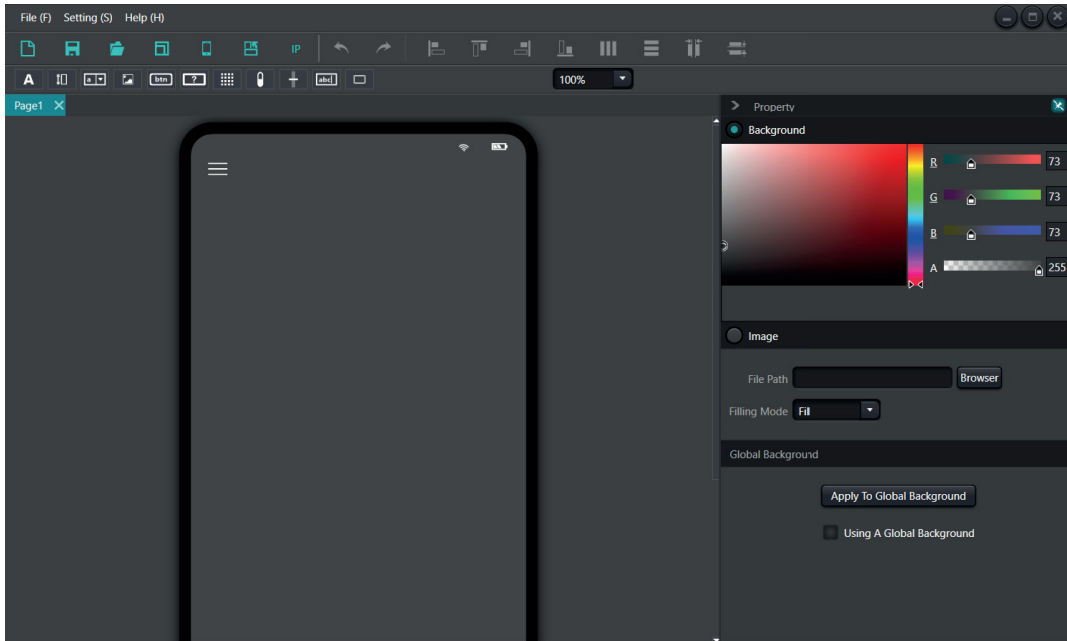 File (F) Setting (S) Help (H)
IP
A a btn ? abc 100%
Page1
Property
Background
R 73
G 73
B 73
A 255
Image
File Path Browser
Filling Mode Fill
Global Background
Apply To Global Background
Using A Global Background